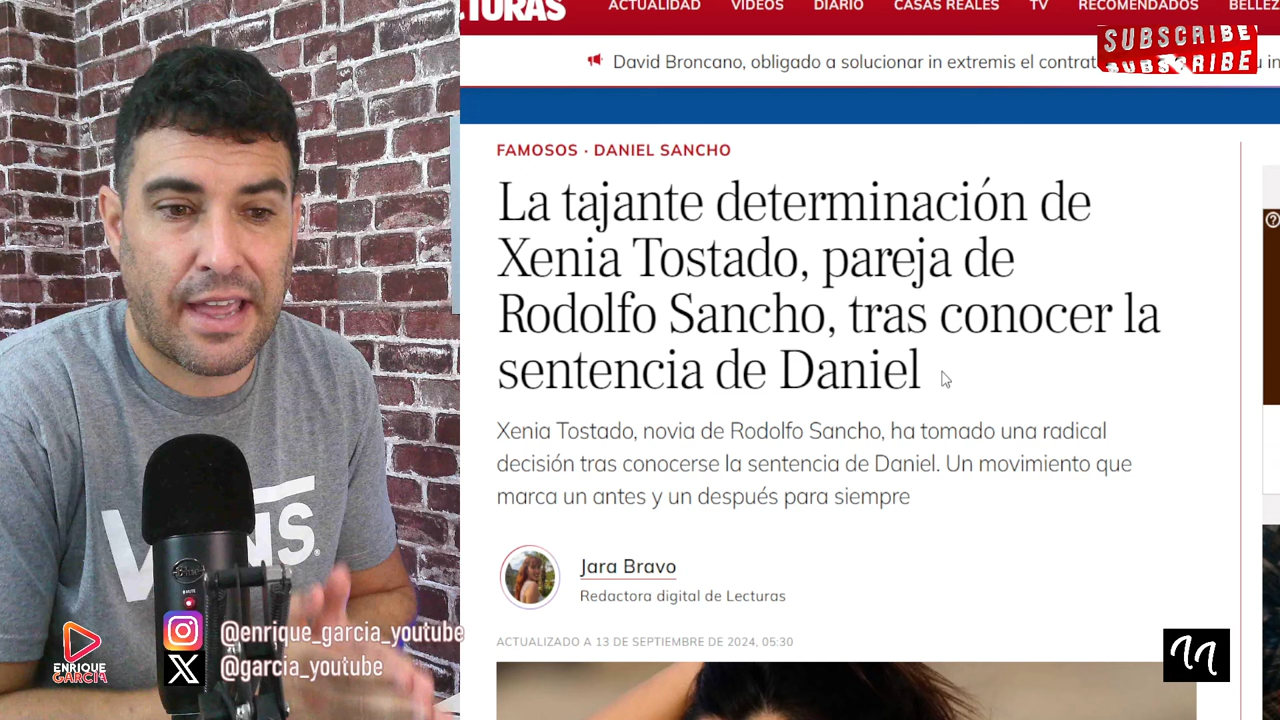 TURAS
ACTUALIDAD VIDEOS DIARIO CASAS REALES TV RECOMENDADOS BELLEZ
David Broncano, obligado a solucionar in extremis el contrat
SUBSCRIBE
SUBSCRIBE
FAMOSOS · DANIEL SANCHO
La tajante determinación de
Xenia Tostado, pareja de
Rodolfo Sancho, tras conocer la
sentencia de Daniel
Xenia Tostado, novia de Rodolfo Sancho, ha tomado una radical
decisión tras conocerse la sentencia de Daniel. Un movimiento que
marca un antes y un después para siempre
Jara Bravo
Redactora digital de Lecturas
ACTUALIZADO A 13 DE SEPTIEMBRE DE 2024, 05:30
VANS
Blue
MUTE
@enrique_garcia_youtube
@garcia_youtube
ENRIQUE
GARCIA